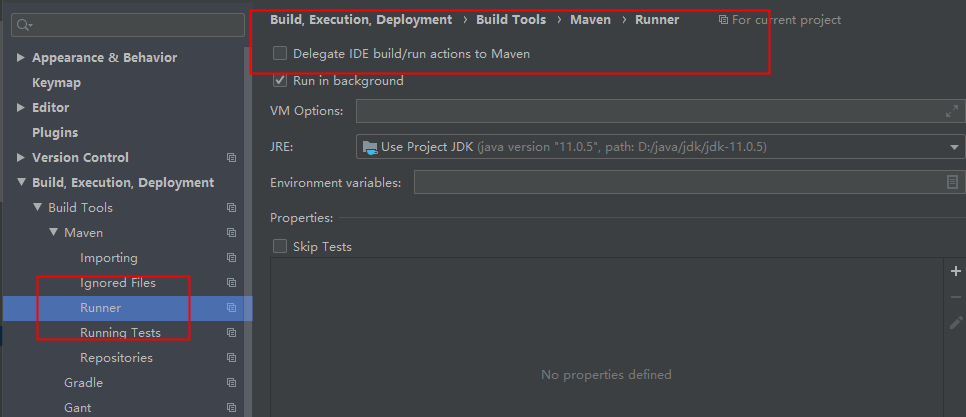 Appearance & Behavior
Keymap
Editor
Plugins
Version Control
Build, Execution, Deployment
Build Tools
Maven
Importing
Ignored Files
Runner
Running Tests
Repositories
Gradle
Gant
Build, Execution, Deployment › Build Tools › Maven › Runner For current project
Delegate IDE build/run actions to Maven
Run in background
VM Options:
JRE: Use Project JDK (java version "11.0.5", path: D:/java/jdk/jdk-11.0.5)
Environment variables:
Properties:
Skip Tests
No properties defined